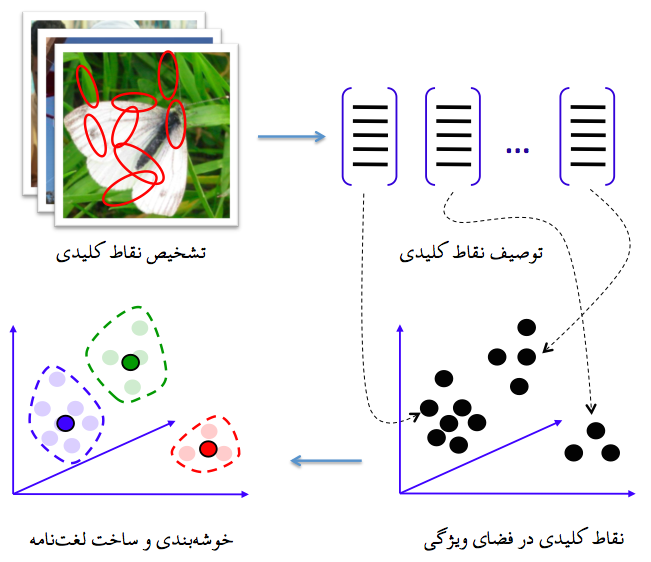 تشخیص نقاط کلیدی
...
توصیف نقاط کلیدی
نقاط کلیدی در فضای ویژگی
خوشه‌بندی و ساخت لغت‌نامه